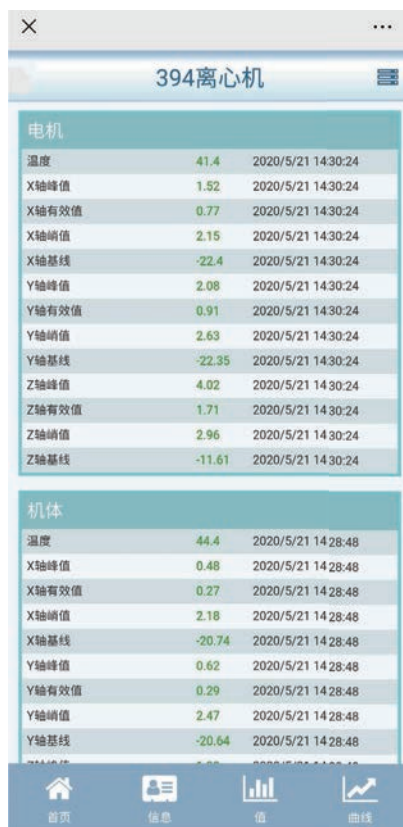 394离心机
电机
温度 41.4 2020/5/21 14:30:24
X轴峰值 1.52 2020/5/21 14:30:24
X轴有效值 0.77 2020/5/21 14:30:24
X轴峭值 2.15 2020/5/21 14:30:24
X轴基线 -22.4 2020/5/21 14:30:24
Y轴峰值 2.08 2020/5/21 14:30:24
Y轴有效值 0.91 2020/5/21 14:30:24
Y轴峭值 2.63 2020/5/21 14:30:24
Y轴基线 -22.35 2020/5/21 14:30:24
Z轴峰值 4.02 2020/5/21 14:30:24
Z轴有效值 1.71 2020/5/21 14:30:24
Z轴峭值 2.96 2020/5/21 14:30:24
Z轴基线 -11.61 2020/5/21 14:30:24
机体
温度 44.4 2020/5/21 14:28:48
X轴峰值 0.48 2020/5/21 14:28:48
X轴有效值 0.27 2020/5/21 14:28:48
X轴峭值 2.18 2020/5/21 14:28:48
X轴基线 -20.74 2020/5/21 14:28:48
Y轴峰值 0.62 2020/5/21 14:28:48
Y轴有效值 0.29 2020/5/21 14:28:48
Y轴峭值 2.47 2020/5/21 14:28:48
Y轴基线 -20.64 2020/5/21 14:28:48
首页 信息 值 曲线